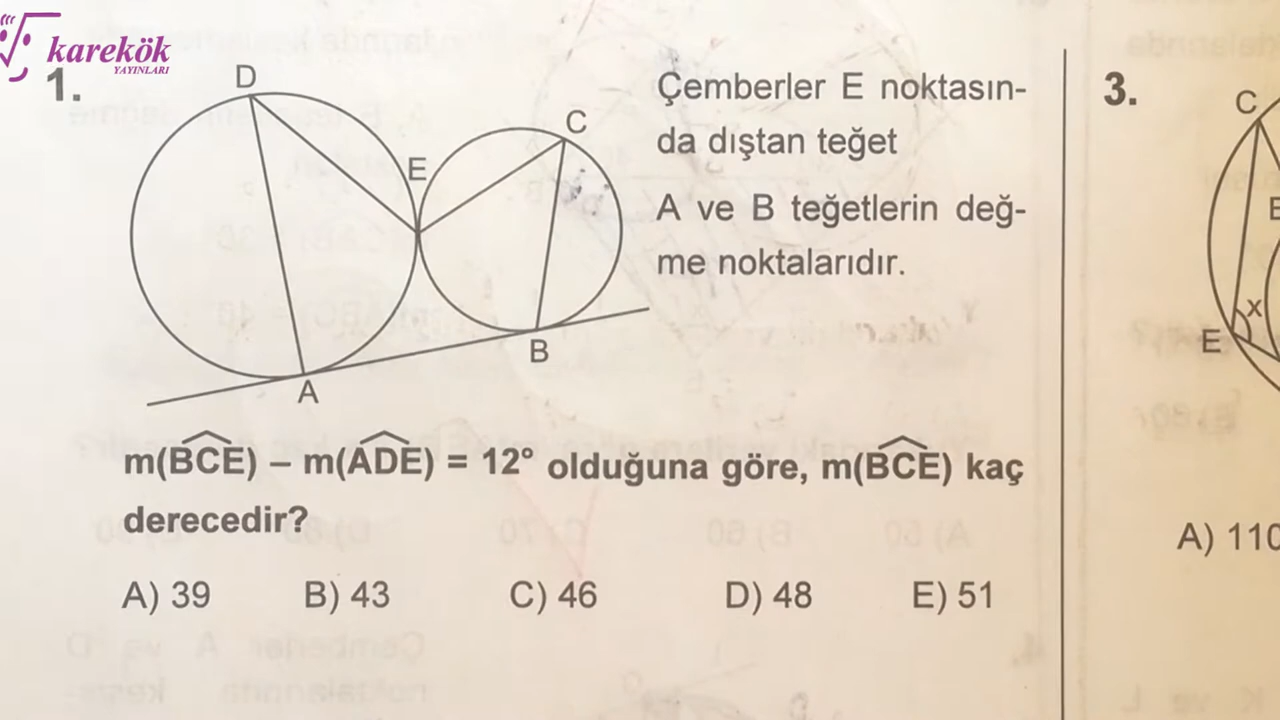 karekök
YAYINLARI
1.
D
C
E
A
B
Çemberler E noktasın-
da dıştan teğet
A ve B teğetlerin değ-
me noktalarıdır.
m(BCE) – m(ADE) = 12° olduğuna göre, m(BCE) kaç
derecedir?
A) 39 B) 43 C) 46 D) 48 E) 51
3.
C
E
X
E
A) 110